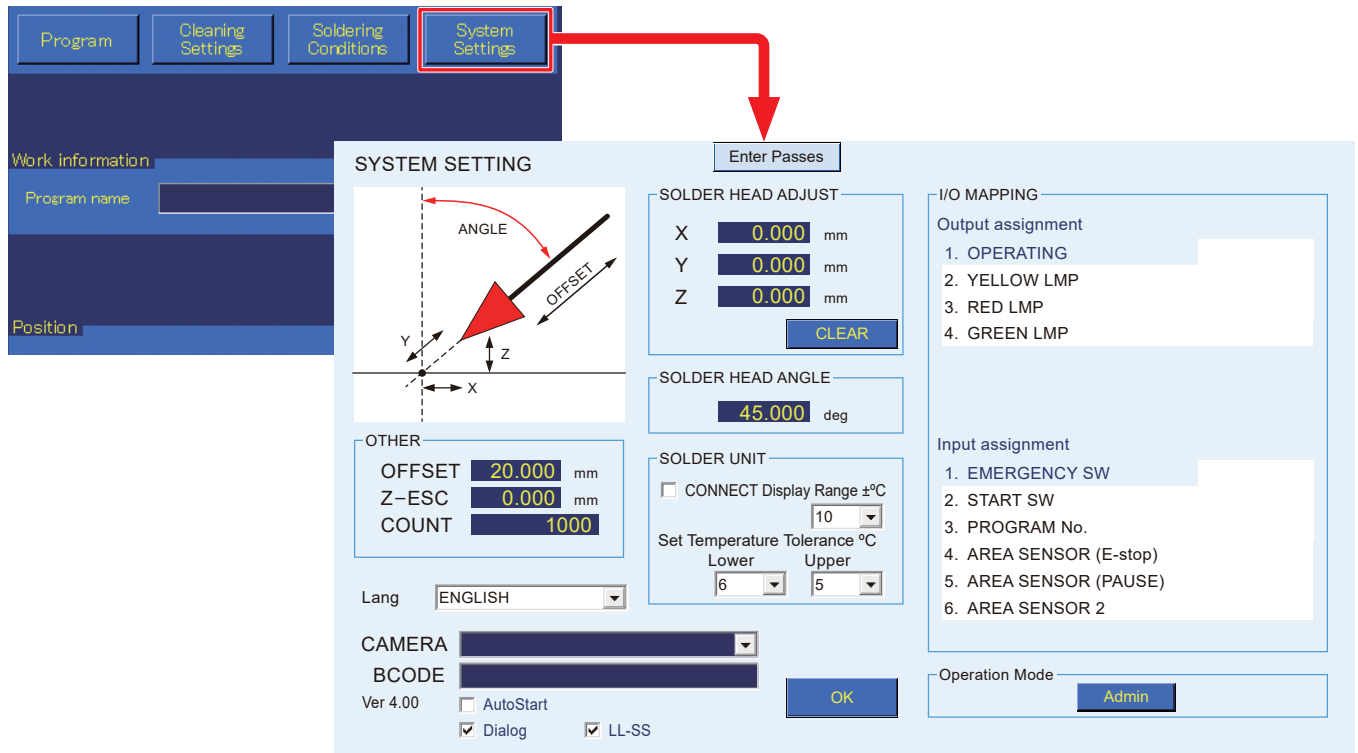 Program
Cleaning
Settings
Soldering
Conditions
System
Settings
Work information
Program name
Position
SYSTEM SETTING
Enter Passes
ANGLE
OFFSET
Y
Z
X
OTHER
OFFSET 20.000 mm
Z-ESC 0.000 mm
COUNT 1000
Lang ENGLISH
CAMERA
BCODE
Ver 4.00
AutoStart
Dialog LL-SS
SOLDER HEAD ADJUST
X 0.000 mm
Y 0.000 mm
Z 0.000 mm
CLEAR
SOLDER HEAD ANGLE
45.000 deg
SOLDER UNIT
CONNECT Display Range ±ºC
10
Set Temperature Tolerance ºC
Lower Upper
6 5
OK
I/O MAPPING
Output assignment
1. OPERATING
2. YELLOW LMP
3. RED LMP
4. GREEN LMP
Input assignment
1. EMERGENCY SW
2. START SW
3. PROGRAM No.
4. AREA SENSOR (E-stop)
5. AREA SENSOR (PAUSE)
6. AREA SENSOR 2
Operation Mode
Admin